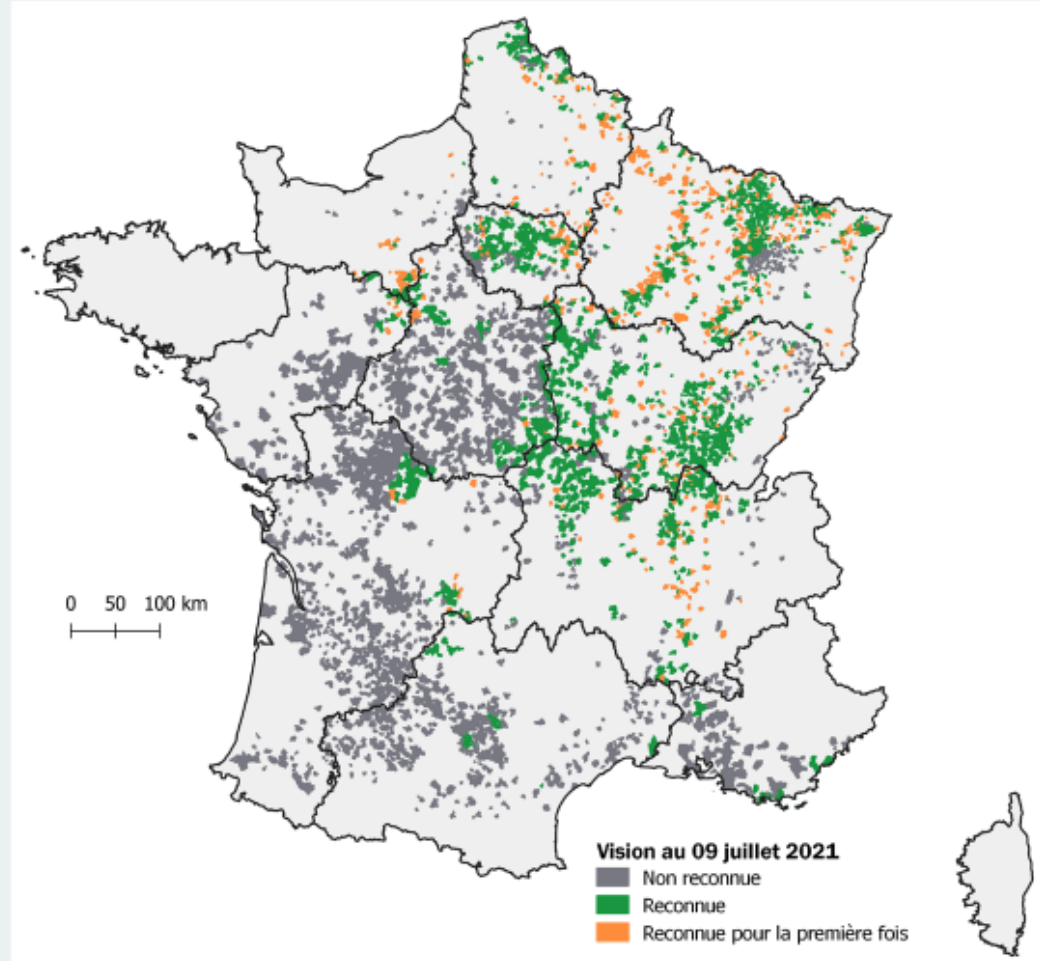 0 50 100 km
Vision au 09 juillet 2021
Non reconnue
Reconnue
Reconnue pour la première fois